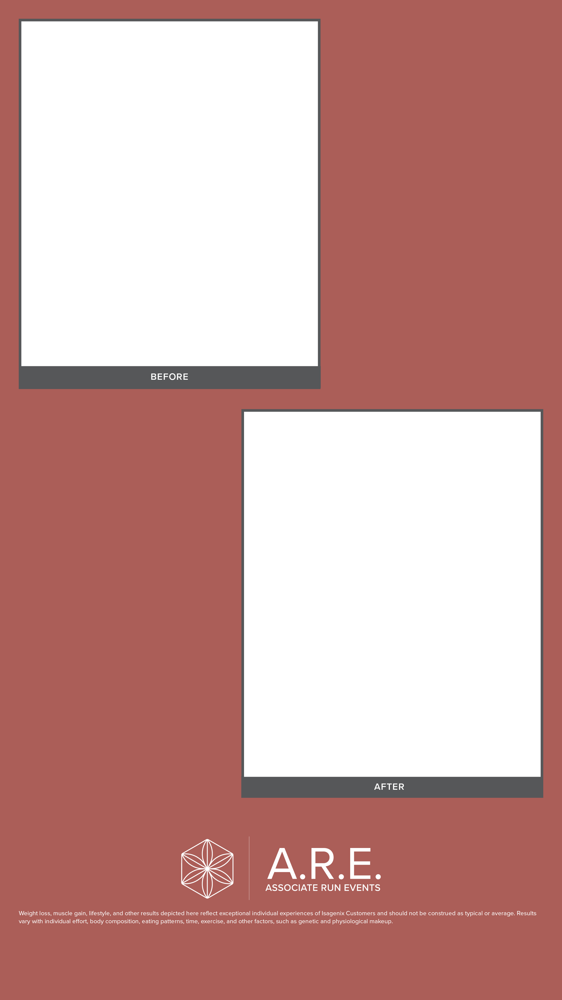 BEFORE
AFTER
A.R.E.
ASSOCIATE RUN EVENTS
Weight loss, muscle gain, lifestyle, and other results depicted here reflect exceptional individual experiences of Isagenix Customers and should not be construed as typical or average. Results
vary with individual effort, body composition, eating patterns, time, exercise, and other factors, such as genetic and physiological makeup.